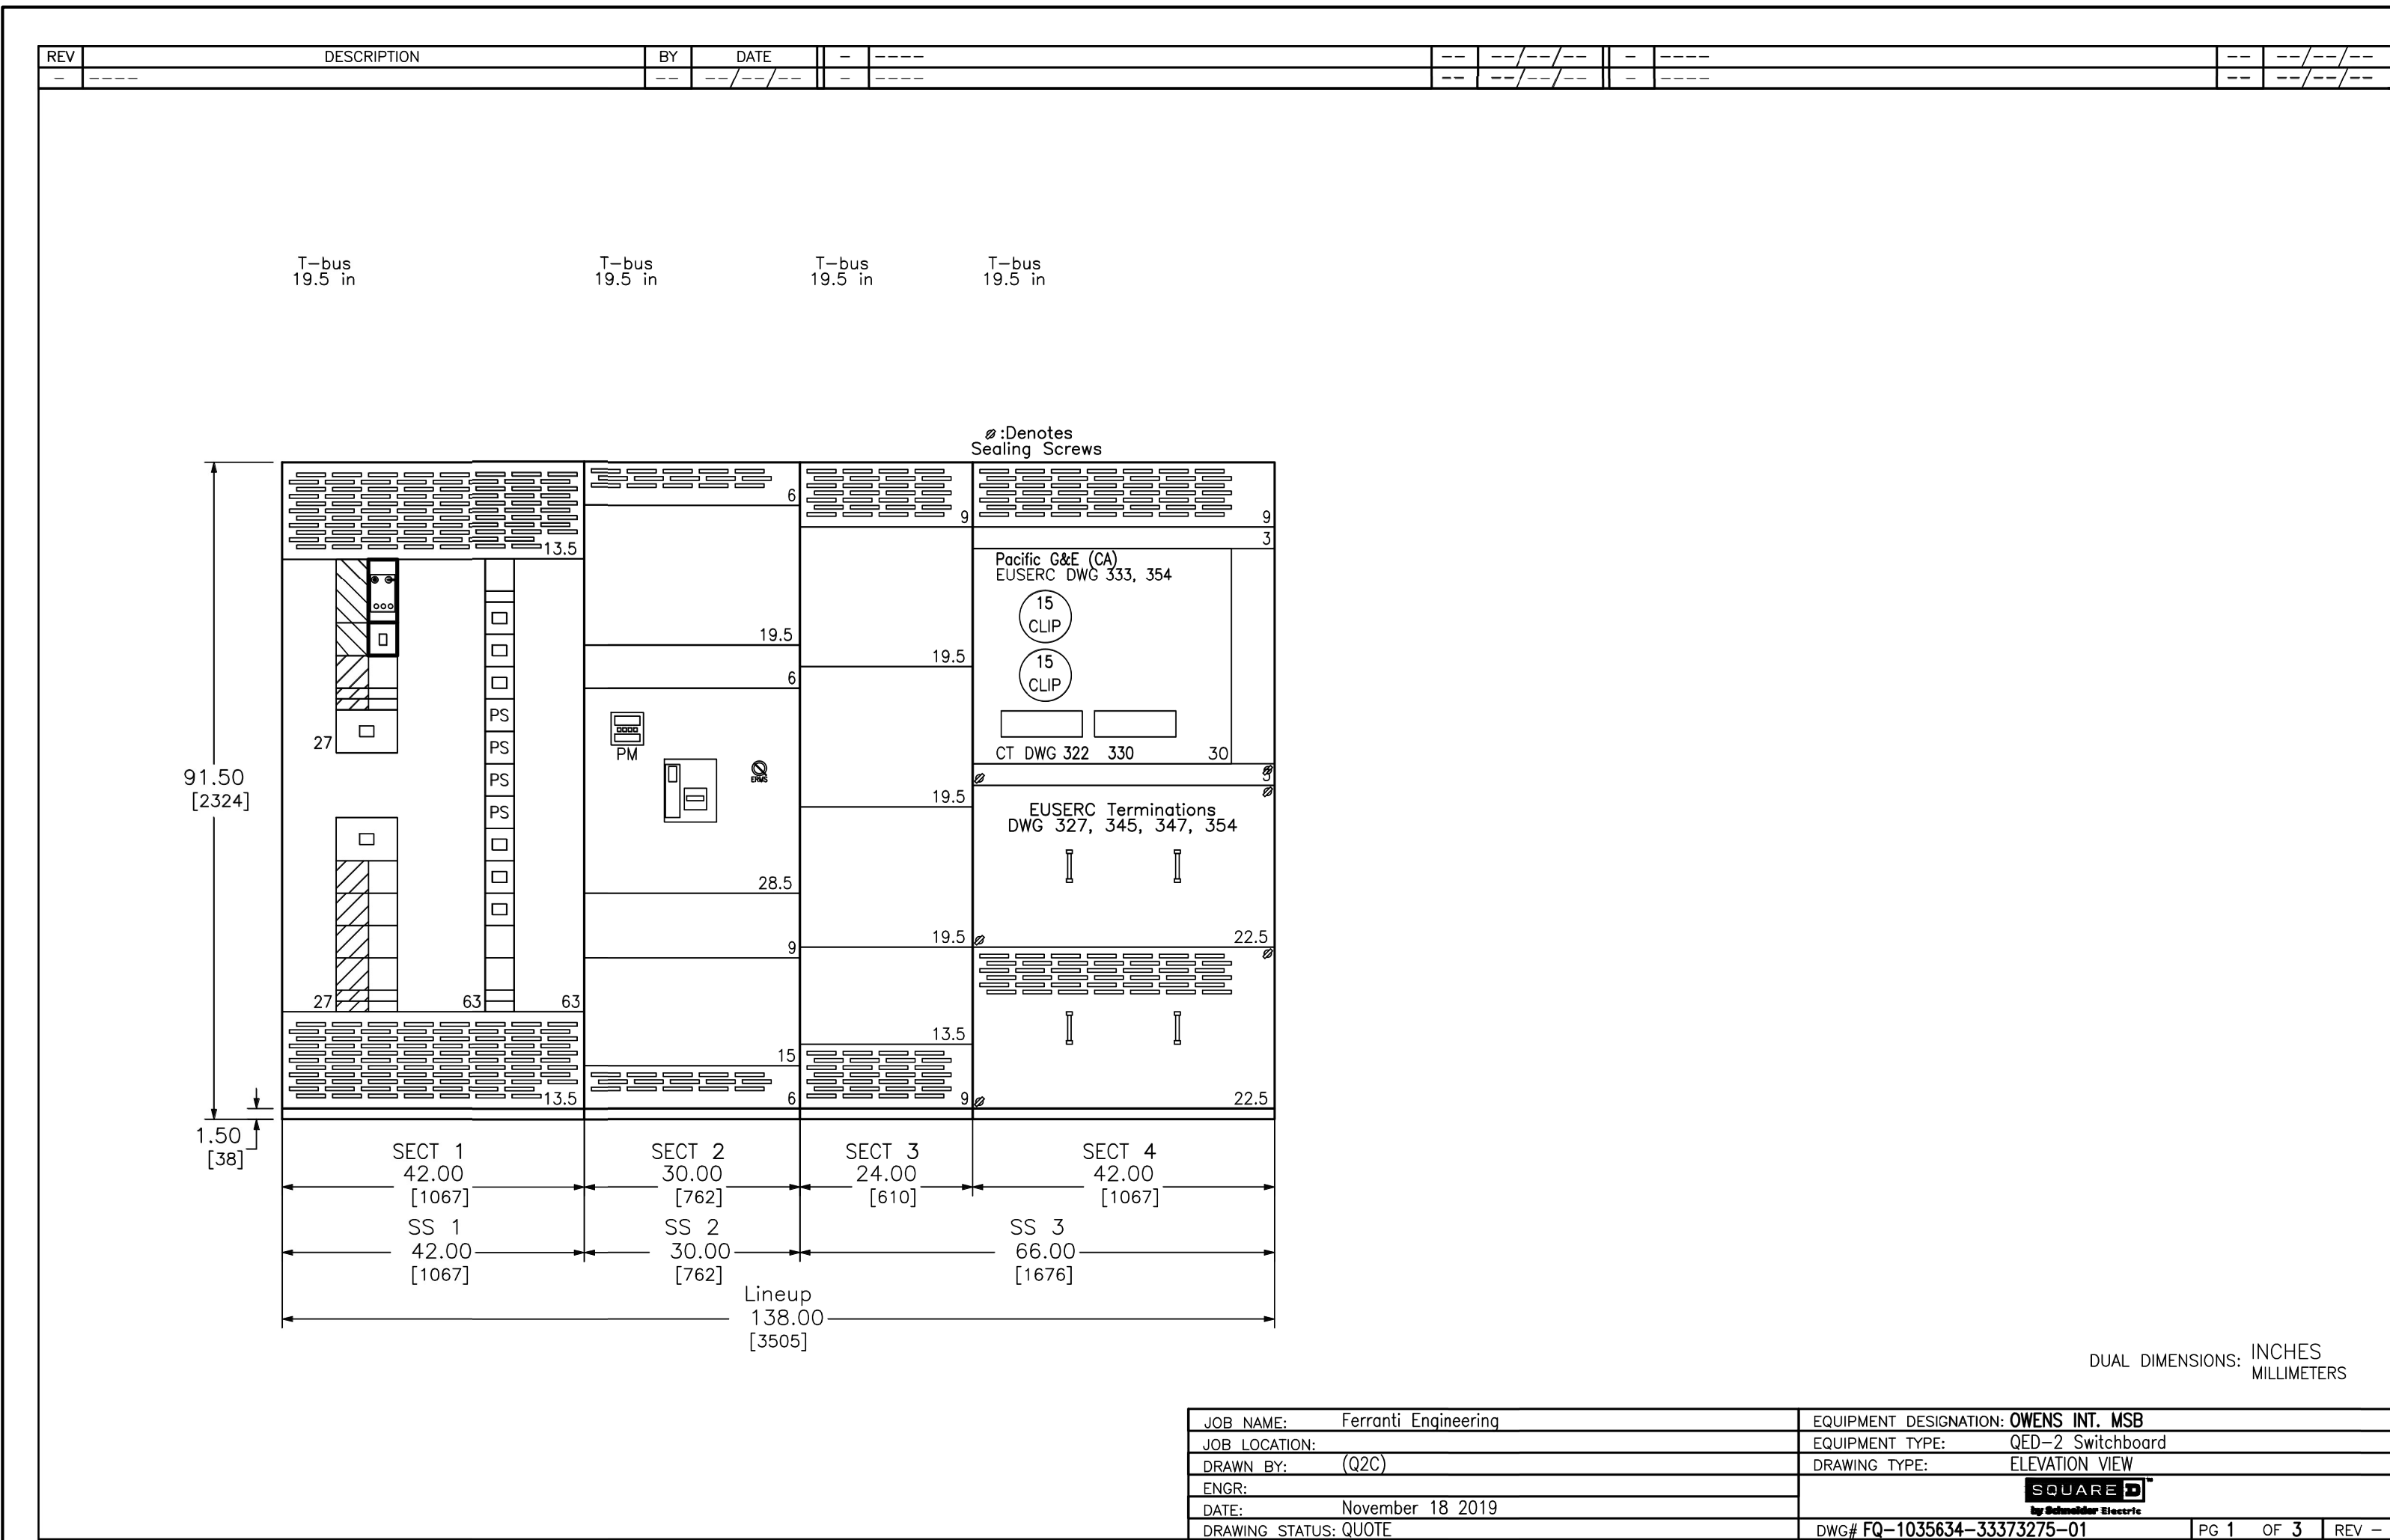 REV DESCRIPTION BY DATE - ---- -- --/--/-- - ---- -- --/--/--
- ---- -- --/--/-- - ---- -- --/--/-- - ---- -- --/--/--
T-bus
19.5 in
T-bus
19.5 in
T-bus
19.5 in
T-bus
19.5 in
:Denotes
Sealing Screws
6
9
9
3
13.5
Pacific G&E (CA)
EUSERC DWG 333, 354
15
CLIP
19.5
19.5
15
CLIP
6
PS
PS
PS
PS
27
PM
ERMS
CT DWG 322 330 30
3
91.50
[2324]
19.5
EUSERC Terminations
DWG 327, 345, 347, 354
28.5
19.5
22.5
9
27
63
63
13.5
15
13.5
6
9
22.5
1.50
[38]
SECT 1
42.00
[1067]
SECT 2
30.00
[762]
SECT 3
24.00
[610]
SECT 4
42.00
[1067]
SS 1
42.00
[1067]
SS 2
30.00
[762]
SS 3
66.00
[1676]
Lineup
138.00
[3505]
DUAL DIMENSIONS: INCHES
MILLIMETERS
JOB NAME: Ferranti Engineering
JOB LOCATION:
DRAWN BY: (Q2C)
ENGR:
DATE: November 18 2019
DRAWING STATUS: QUOTE
EQUIPMENT DESIGNATION: OWENS INT. MSB
EQUIPMENT TYPE: QED-2 Switchboard
DRAWING TYPE: ELEVATION VIEW
SQUARE D
by Schneider Electric
DWG# FQ-1035634-33373275-01 PG 1 OF 3 REV -